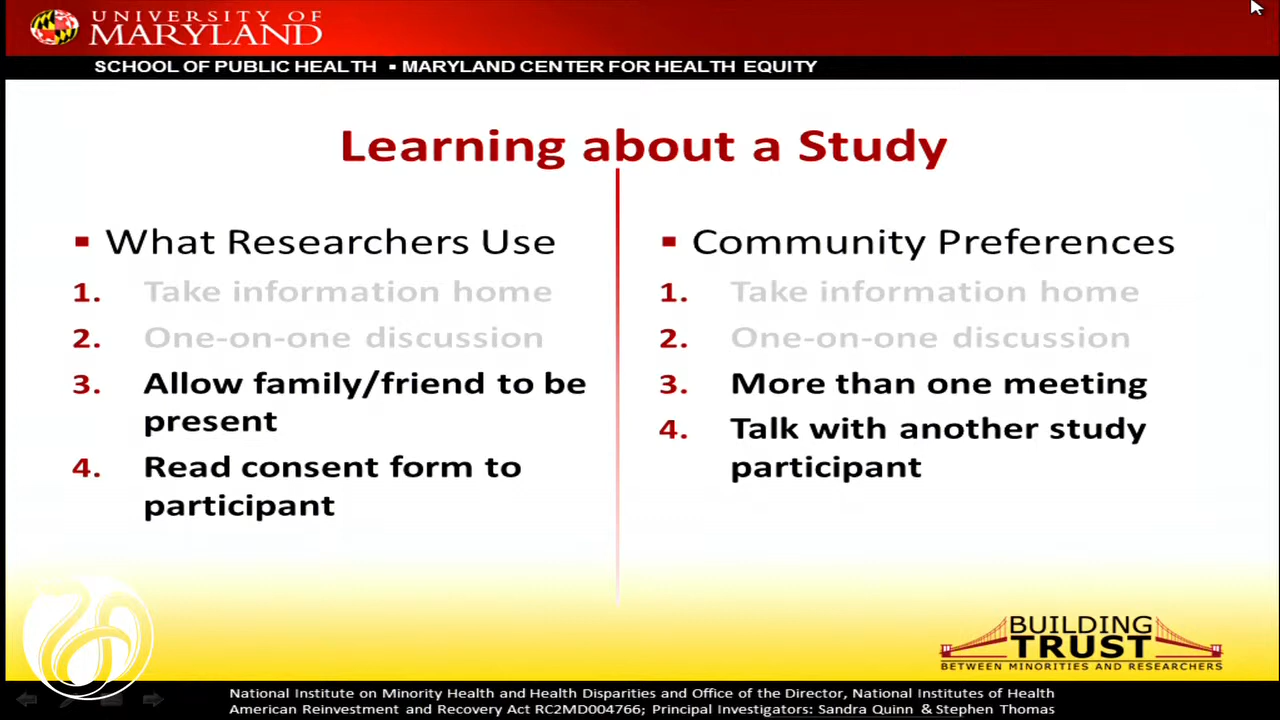 UNIVERSITY OF
MARYLAND
SCHOOL OF PUBLIC HEALTH ▪ MARYLAND CENTER FOR HEALTH EQUITY
Learning about a Study
▪ What Researchers Use
1. Take information home
2. One-on-one discussion
3. Allow family/friend to be
present
4. Read consent form to
participant
▪ Community Preferences
1. Take information home
2. One-on-one discussion
3. More than one meeting
4. Talk with another study
participant
BUILDING
TRUST
BETWEEN MINORITIES AND RESEARCHERS
National Institute on Minority Health and Health Disparities and Office of the Director, National Institutes of Health
American Reinvestment and Recovery Act RC2MD004766; Principal Investigators: Sandra Quinn & Stephen Thomas